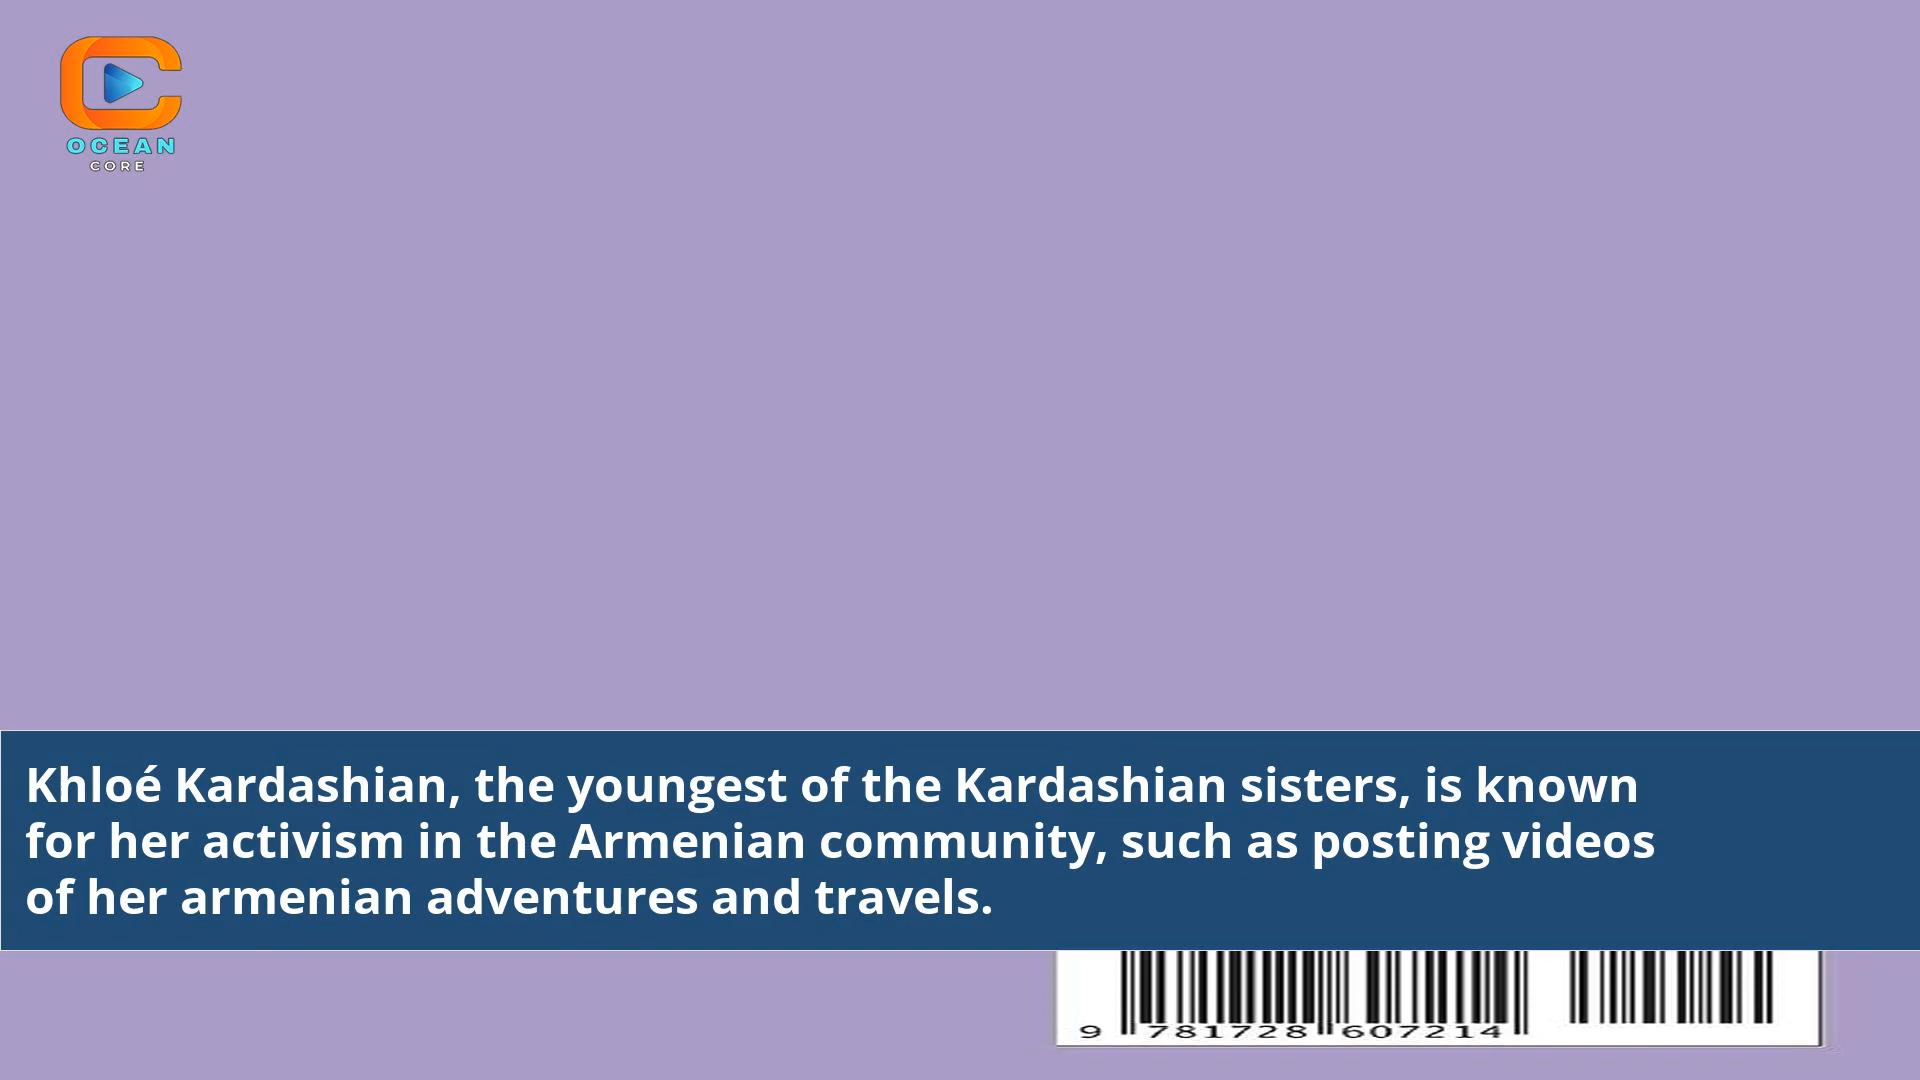 OCEAN
CORE
Khloé Kardashian, the youngest of the Kardashian sisters, is known
for her activism in the Armenian community, such as posting videos
of her armenian adventures and travels.
9 781728 607214